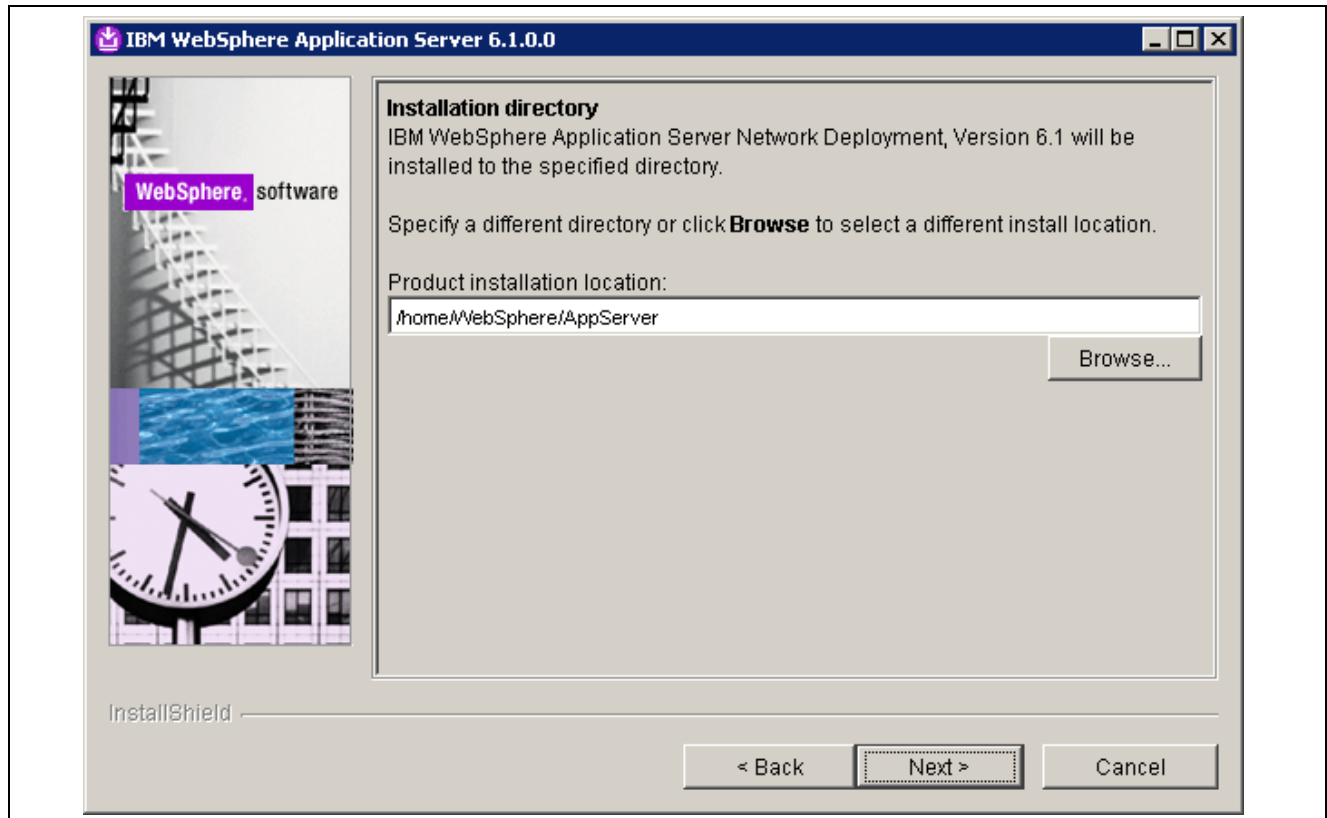 IBM WebSphere Application Server 6.1.0.0
WebSphere. software
Installation directory
IBM WebSphere Application Server Network Deployment, Version 6.1 will be
installed to the specified directory.
Specify a different directory or click Browse to select a different install location.
Product installation location:
/home/WebSphere/AppServer
Browse...
InstallShield
< Back
Next >
Cancel